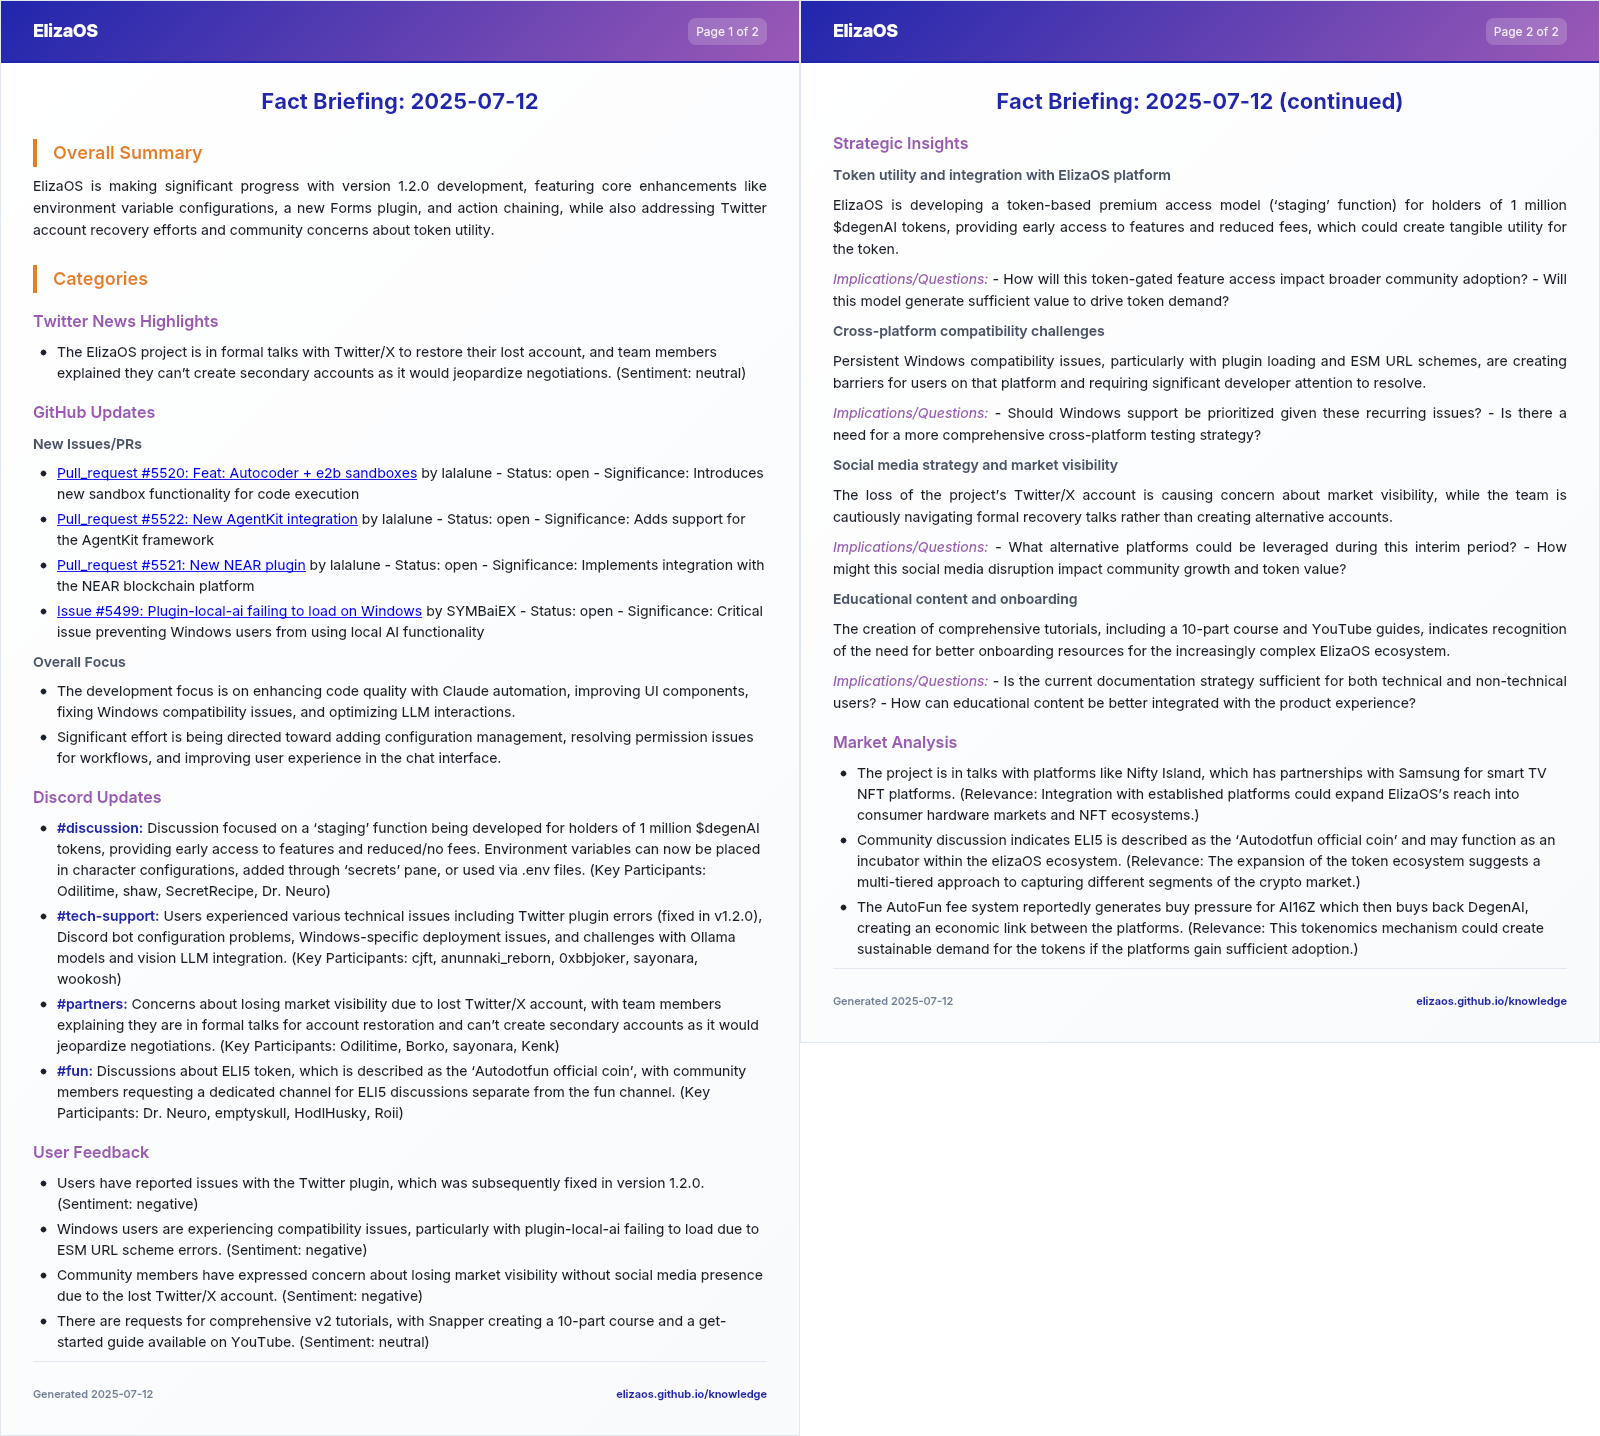 ElizaOS
Page 1 of 2
Fact Briefing: 2025-07-12
Overall Summary
ElizaOS is making significant progress with version 1.2.0 development, featuring core enhancements like
environment variable configurations, a new Forms plugin, and action chaining, while also addressing Twitter
account recovery efforts and community concerns about token utility.
Categories
Twitter News Highlights
• The ElizaOS project is in formal talks with Twitter/X to restore their lost account, and team members
explained they can’t create secondary accounts as it would jeopardize negotiations. (Sentiment: neutral)
GitHub Updates
New Issues/PRs
• Pull_request #5520: Feat: Autocoder + e2b sandboxes by lalalune - Status: open - Significance: Introduces
new sandbox functionality for code execution
• Pull_request #5522: New AgentKit integration by lalalune - Status: open - Significance: Adds support for
the AgentKit framework
• Pull_request #5521: New NEAR plugin by lalalune - Status: open - Significance: Implements integration with
the NEAR blockchain platform
• Issue #5499: Plugin-local-ai failing to load on Windows by SYMBaiEX - Status: open - Significance: Critical
issue preventing Windows users from using local AI functionality
Overall Focus
• The development focus is on enhancing code quality with Claude automation, improving UI components,
fixing Windows compatibility issues, and optimizing LLM interactions.
• Significant effort is being directed toward adding configuration management, resolving permission issues
for workflows, and improving user experience in the chat interface.
Discord Updates
• #discussion: Discussion focused on a ‘staging’ function being developed for holders of 1 million $degenAI
tokens, providing early access to features and reduced/no fees. Environment variables can now be placed
in character configurations, added through ‘secrets’ pane, or used via .env files. (Key Participants:
Odilitime, shaw, SecretRecipe, Dr. Neuro)
• #tech-support: Users experienced various technical issues including Twitter plugin errors (fixed in v1.2.0),
Discord bot configuration problems, Windows-specific deployment issues, and challenges with Ollama
models and vision LLM integration. (Key Participants: cjft, anunnaki_reborn, 0xbbjoker, sayonara,
wookosh)
• #partners: Concerns about losing market visibility due to lost Twitter/X account, with team members
explaining they are in formal talks for account restoration and can’t create secondary accounts as it would
jeopardize negotiations. (Key Participants: Odilitime, Borko, sayonara, Kenk)
• #fun: Discussions about ELI5 token, which is described as the ‘Autodotfun official coin’, with community
members requesting a dedicated channel for ELI5 discussions separate from the fun channel. (Key
Participants: Dr. Neuro, emptyskull, HodlHusky, Roii)
User Feedback
• Users have reported issues with the Twitter plugin, which was subsequently fixed in version 1.2.0.
(Sentiment: negative)
• Windows users are experiencing compatibility issues, particularly with plugin-local-ai failing to load due to
ESM URL scheme errors. (Sentiment: negative)
• Community members have expressed concern about losing market visibility without social media presence
due to the lost Twitter/X account. (Sentiment: negative)
• There are requests for comprehensive v2 tutorials, with Snapper creating a 10-part course and a get-
started guide available on YouTube. (Sentiment: neutral)
Generated 2025-07-12
elizaos.github.io/knowledge
ElizaOS
Page 2 of 2
Fact Briefing: 2025-07-12 (continued)
Strategic Insights
Token utility and integration with ElizaOS platform
ElizaOS is developing a token-based premium access model (‘staging’ function) for holders of 1 million
$degenAI tokens, providing early access to features and reduced fees, which could create tangible utility for
the token.
Implications/Questions: - How will this token-gated feature access impact broader community adoption? - Will
this model generate sufficient value to drive token demand?
Cross-platform compatibility challenges
Persistent Windows compatibility issues, particularly with plugin loading and ESM URL schemes, are creating
barriers for users on that platform and requiring significant developer attention to resolve.
Implications/Questions: - Should Windows support be prioritized given these recurring issues? - Is there a
need for a more comprehensive cross-platform testing strategy?
Social media strategy and market visibility
The loss of the project’s Twitter/X account is causing concern about market visibility, while the team is
cautiously navigating formal recovery talks rather than creating alternative accounts.
Implications/Questions: - What alternative platforms could be leveraged during this interim period? - How
might this social media disruption impact community growth and token value?
Educational content and onboarding
The creation of comprehensive tutorials, including a 10-part course and YouTube guides, indicates recognition
of the need for better onboarding resources for the increasingly complex ElizaOS ecosystem.
Implications/Questions: - Is the current documentation strategy sufficient for both technical and non-technical
users? - How can educational content be better integrated with the product experience?
Market Analysis
• The project is in talks with platforms like Nifty Island, which has partnerships with Samsung for smart TV
NFT platforms. (Relevance: Integration with established platforms could expand ElizaOS’s reach into
consumer hardware markets and NFT ecosystems.)
• Community discussion indicates ELI5 is described as the ‘Autodotfun official coin’ and may function as an
incubator within the elizaOS ecosystem. (Relevance: The expansion of the token ecosystem suggests a
multi-tiered approach to capturing different segments of the crypto market.)
• The AutoFun fee system reportedly generates buy pressure for AI16Z which then buys back DegenAI,
creating an economic link between the platforms. (Relevance: This tokenomics mechanism could create
sustainable demand for the tokens if the platforms gain sufficient adoption.)
Generated 2025-07-12
elizaos.github.io/knowledge